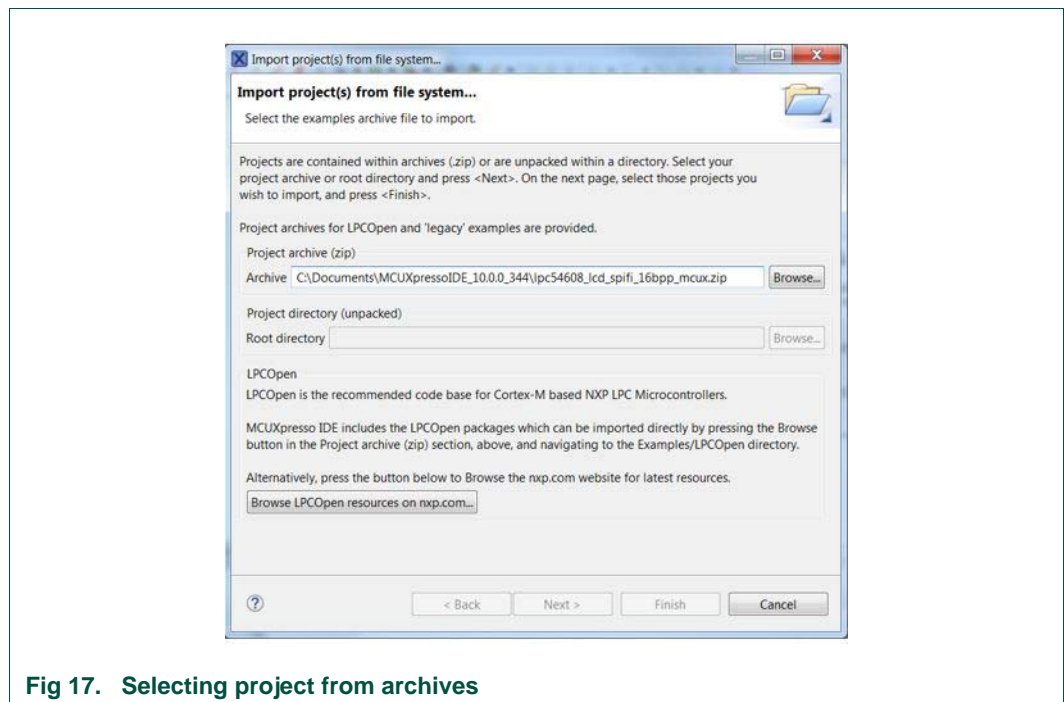 Import project(s) from file system...
Import project(s) from file system...
Select the examples archive file to import.
Projects are contained within archives (.zip) or are unpacked within a directory. Select your
project archive or root directory and press <Next>. On the next page, select those projects you
wish to import, and press <Finish>.
Project archives for LPCOpen and 'legacy' examples are provided.
Project archive (zip)
Archive C:\Documents\MCUXpressoIDE_10.0.0_344\lpc54608_lcd_spifi_16bpp_mcux.zip Browse...
Project directory (unpacked)
Root directory Browse...
LPCOpen
LPCOpen is the recommended code base for Cortex-M based NXP LPC Microcontrollers.
MCUXpresso IDE includes the LPCOpen packages which can be imported directly by pressing the Browse
button in the Project archive (zip) section, above, and navigating to the Examples/LPCOpen directory.
Alternatively, press the button below to Browse the nxp.com website for latest resources.
Browse LPCOpen resources on nxp.com...
? < Back Next > Finish Cancel
Fig 17. Selecting project from archives